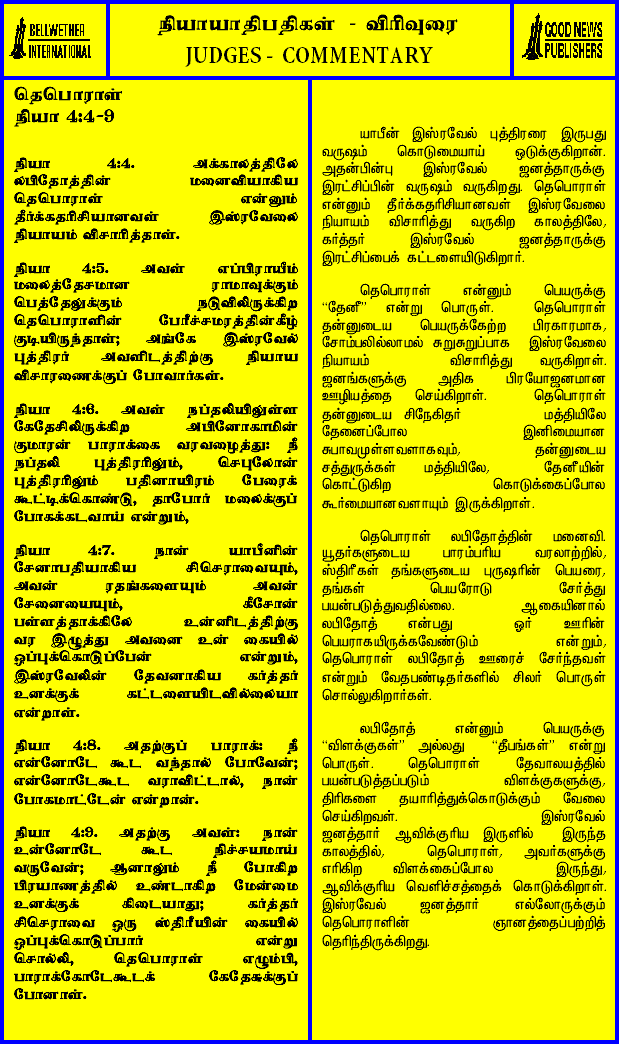 BELLWETHER
INTERNATIONAL
நியாயாதிபதிகள் - விரிவுரை
JUDGES - COMMENTARY
GOOD NEWS
PUBLISHERS
தெபொராள்
நியா 4:4-9
நியா 4:4. அக்காலத்திலே
லபிதோத்தின் மனைவியாகிய
தெபொராள் என்னும்
தீர்க்கதரிசியானவள் இஸ்ரவேலை
நியாயம் விசாரித்தாள்.
நியா 4:5. அவள் எப்பிராயீம்
மலைத்தேசமான ராமாவுக்கும்
பெத்தேலுக்கும் நடுவிலிருக்கிற
தெபொராளின் பேரீச்சமரத்தின்கீழ்
குடியிருந்தாள்; அங்கே இஸ்ரவேல்
புத்திரர் அவளிடத்திற்கு நியாய
விசாரணைக்குப் போவார்கள்.
நியா 4:6. அவள் நப்தலியிலுள்ள
கேதேசிலிருக்கிற அபினோகாமின்
குமாரன் பாராக்கை வரவழைத்து: நீ
நப்தலி புத்திரரிலும், செபுலோன்
புத்திரரிலும் பதினாயிரம் பேரைக்
கூட்டிக்கொண்டு, தாபோர் மலைக்குப்
போகக்கடவாய் என்றும்,
நியா 4:7. நான் யாபீனின்
சேனாபதியாகிய சிசெராவையும்,
அவன் ரதங்களையும் அவன்
சேனையையும், கீசோன்
பள்ளத்தாக்கிலே உன்னிடத்திற்கு
வர இழுத்து அவனை உன் கையில்
ஒப்புக்கொடுப்பேன் என்றும்,
இஸ்ரவேலின் தேவனாகிய கர்த்தர்
உனக்குக் கட்டளையிடவில்லையா
என்றாள்.
நியா 4:8. அதற்குப் பாராக்: நீ
என்னோடே கூட வந்தால் போவேன்;
என்னோடேகூட வராவிட்டால், நான்
போகமாட்டேன் என்றான்.
நியா 4:9. அதற்கு அவள்: நான்
உன்னோடே கூட நிச்சயமாய்
வருவேன்; ஆனாலும் நீ போகிற
பிரயாணத்தில் உண்டாகிற மேன்மை
உனக்குக் கிடையாது; கர்த்தர்
சிசெராவை ஒரு ஸ்திரீயின் கையில்
ஒப்புக்கொடுப்பார் என்று
சொல்லி, தெபொராள் எழும்பி,
பாராக்கோடேகூடக் கேதேசுக்குப்
போனாள்.
யாபீன் இஸ்ரவேல் புத்திரரை இருபது
வருஷம் கொடுமையாய் ஒடுக்குகிறான்.
அதன்பின்பு இஸ்ரவேல் ஜனத்தாருக்கு
இரட்சிப்பின் வருஷம் வருகிறது. தெபொராள்
என்னும் தீர்க்கதரிசியானவள் இஸ்ரவேலை
நியாயம் விசாரித்து வருகிற காலத்திலே,
கர்த்தர் இஸ்ரவேல் ஜனத்தாருக்கு
இரட்சிப்பைக் கட்டளையிடுகிறார்.
தெபொராள் என்னும் பெயருக்கு
“தேனீ” என்று பொருள். தெபொராள்
தன்னுடைய பெயருக்கேற்ற பிரகாரமாக,
சோம்பலில்லாமல் சுறுசுறுப்பாக இஸ்ரவேலை
நியாயம் விசாரித்து வருகிறாள்.
ஜனங்களுக்கு அதிக பிரயோஜனமான
ஊழியத்தை செய்கிறாள். தெபொராள்
தன்னுடைய சிநேகிதர் மத்தியிலே
தேனைப்போல இனிமையான
சுபாவமுள்ளவளாகவும், தன்னுடைய
சத்துருக்கள் மத்தியிலே, தேனீயின்
கொட்டுகிற கொடுக்கைப்போல
கூர்மையானவளாயும் இருக்கிறாள்.
தெபொராள் லபிதோத்தின் மனைவி.
யூதர்களுடைய பாரம்பரிய வரலாற்றில்,
ஸ்திரீகள் தங்களுடைய புருஷரின் பெயரை,
தங்கள் பெயரோடு சேர்த்து
பயன்படுத்துவதில்லை. ஆகையினால்
லபிதோத் என்பது ஓர் ஊரின்
பெயராகயிருக்கவேண்டும் என்றும்,
தெபொராள் லபிதோத் ஊரைச் சேர்ந்தவள்
என்றும் வேதபண்டிதர்களில் சிலர் பொருள்
சொல்லுகிறார்கள்.
லபிதோத் என்னும் பெயருக்கு
“விளக்குகள்” அல்லது “தீபங்கள்” என்று
பொருள். தெபொராள் தேவாலயத்தில்
பயன்படுத்தப்படும் விளக்குகளுக்கு,
திரிகளை தயாரித்துக்கொடுக்கும் வேலை
செய்கிறவள். இஸ்ரவேல்
ஜனத்தார் ஆவிக்குரிய இருளில் இருந்த
காலத்தில், தெபொராள், அவர்களுக்கு
எரிகிற விளக்கைப்போல இருந்து,
ஆவிக்குரிய வெளிச்சத்தைக் கொடுக்கிறாள்.
இஸ்ரவேல் ஜனத்தார் எல்லோருக்கும்
தெபொராளின் ஞானத்தைப்பற்றித்
தெரிந்திருக்கிறது.